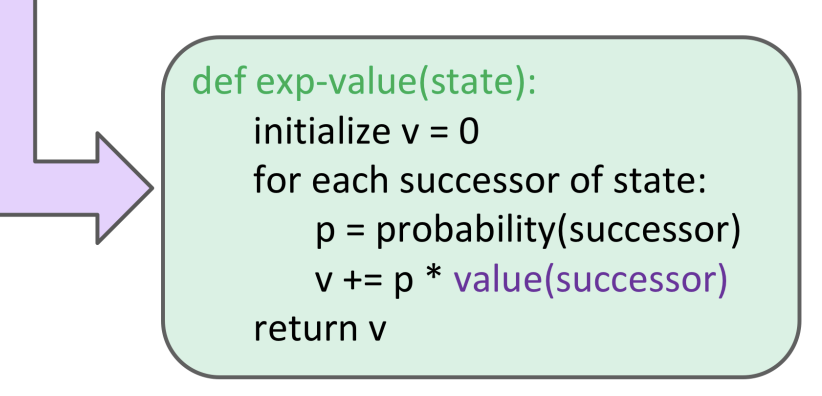 def exp-value(state):
initialize v = 0
for each successor of state:
p = probability(successor)
v += p * value(successor)
return v